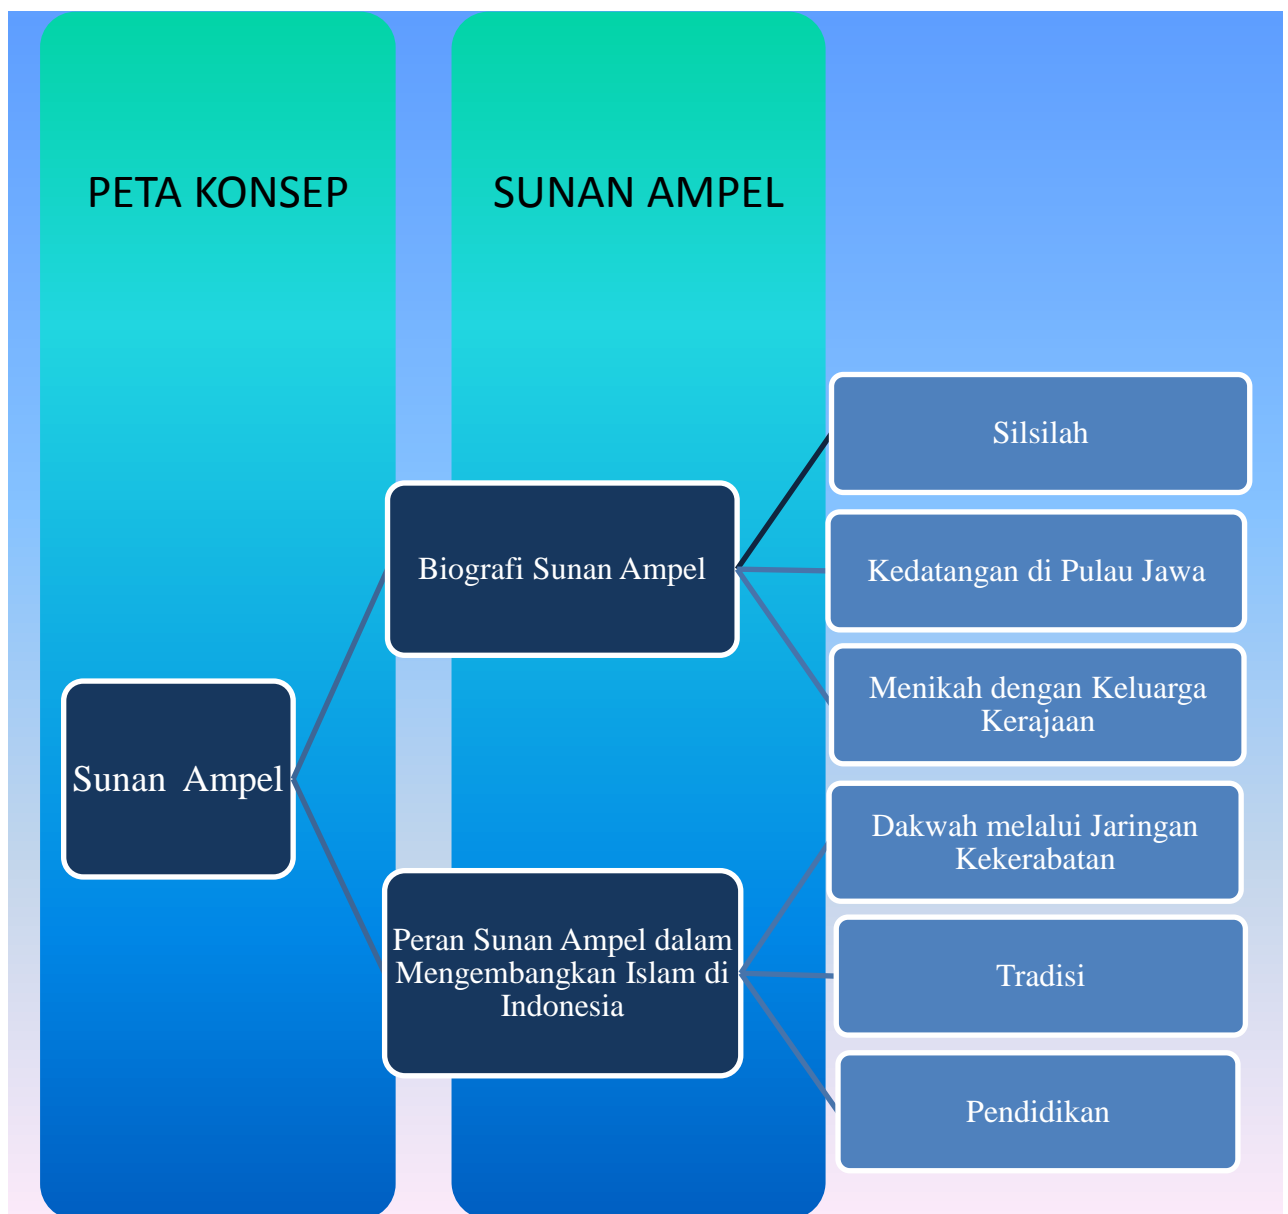 PETA KONSEP
SUNAN AMPEL
Sunan Ampel
Biografi Sunan Ampel
Silsilah
Kedatangan di Pulau Jawa
Menikah dengan Keluarga
Kerajaan
Peran Sunan Ampel dalam
Mengembangkan Islam di
Indonesia
Dakwah melalui Jaringan
Kekerabatan
Tradisi
Pendidikan